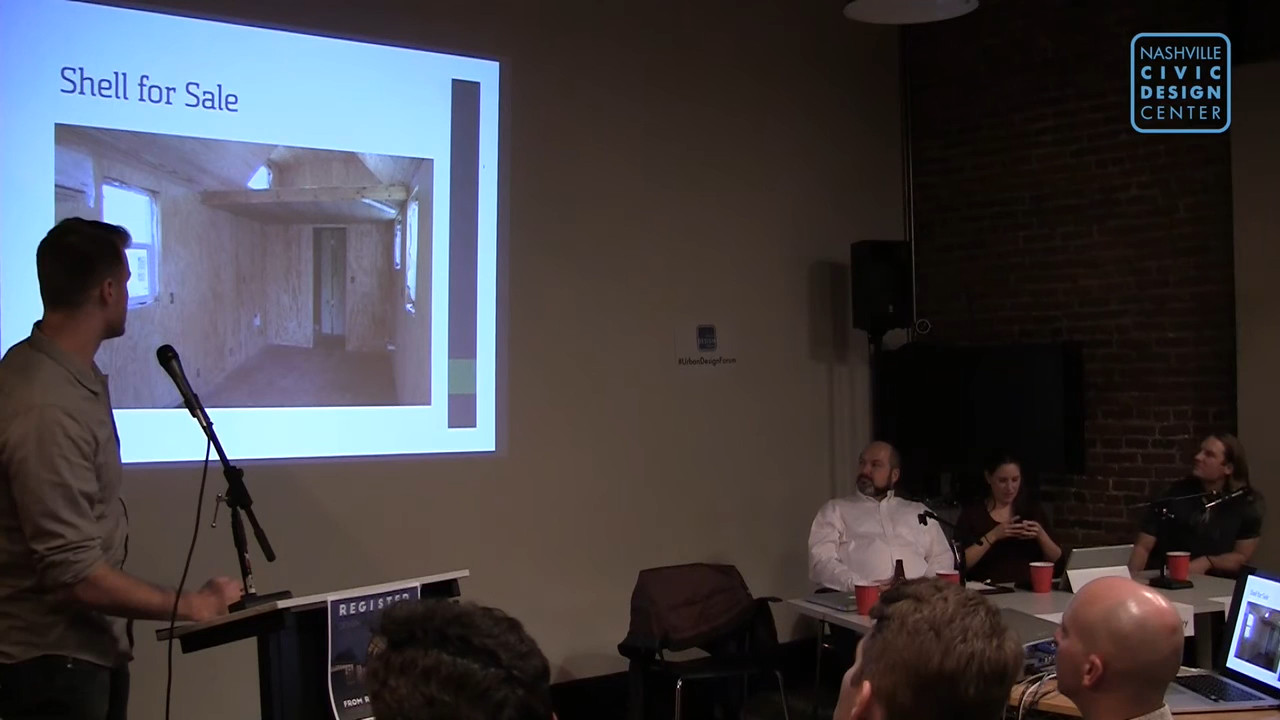 Shell for Sale
NASHVILLE
CIVIC
DESIGN
CENTER
#UrbanDesignForum
REGISTER